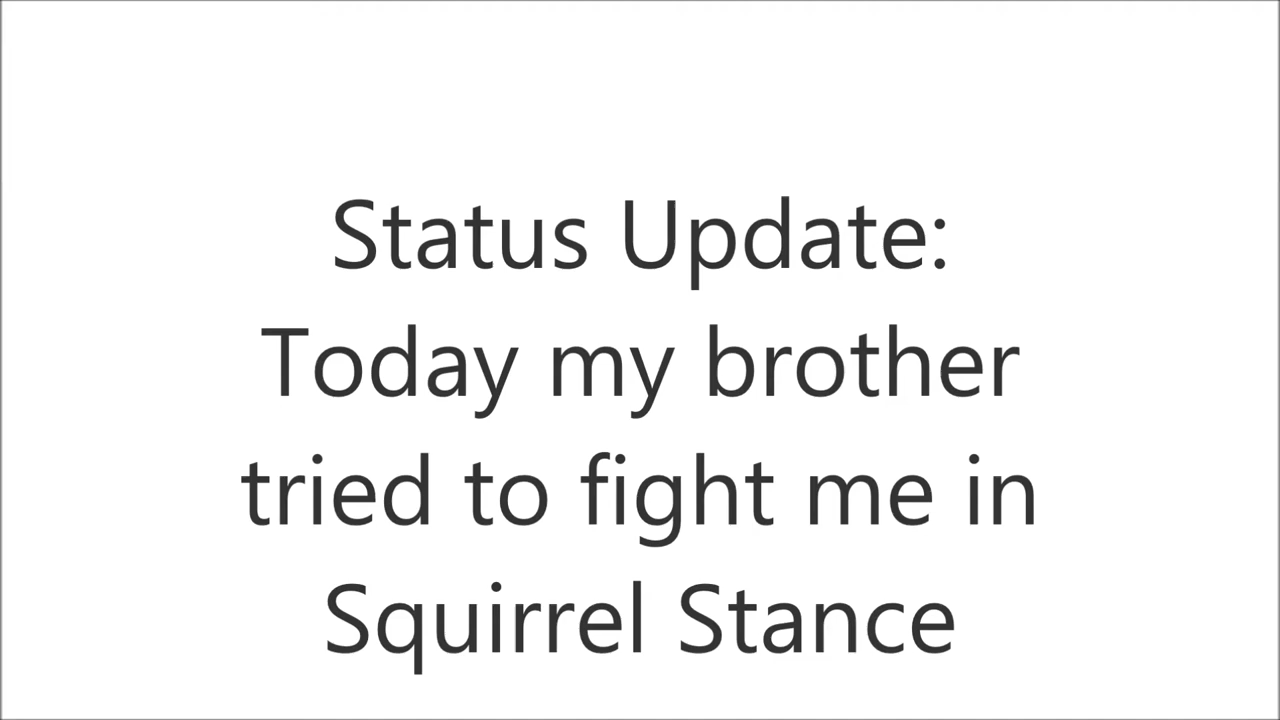 Status Update:
Today my brother
tried to fight me in
Squirrel Stance